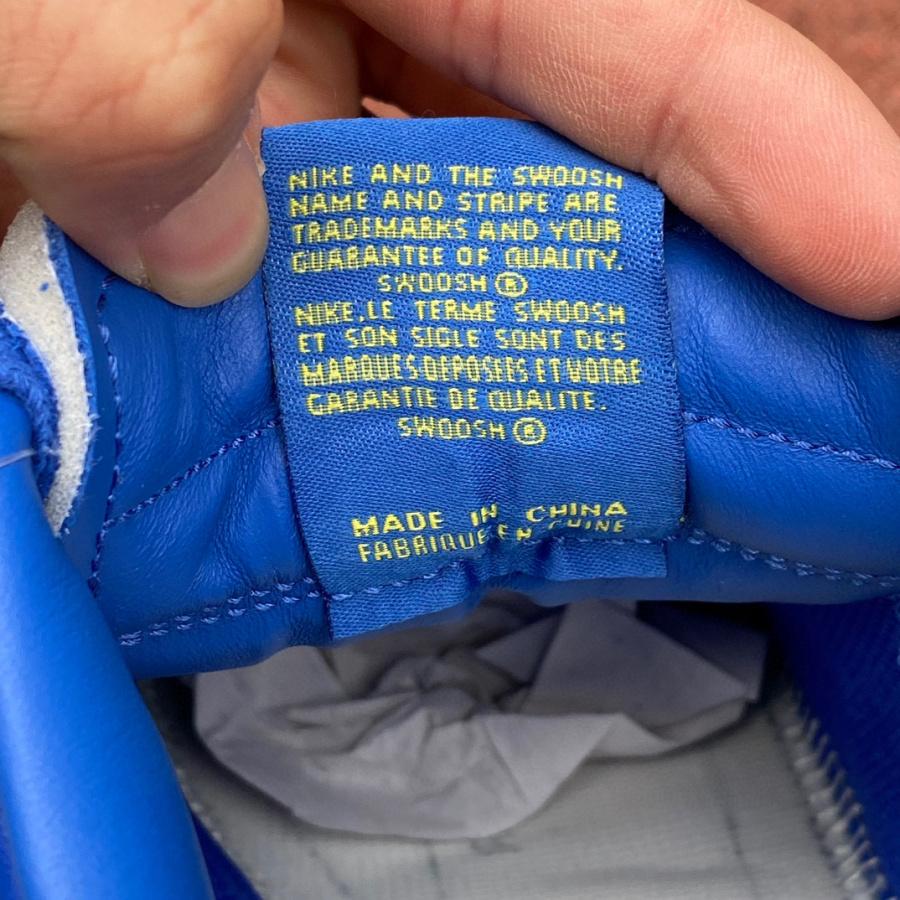 NIKE AND THE SWOOSH
NAME AND STRIPE ARE
TRADEMARKS AND YOUR
GUARANTEE OF QUALITY.
SWOOSH ®
NIKE.LE TERME SWOOSH
ET SON SIGLE SONT DES
MARQUES DEPOSEES ET VOTRE
GARANTIE DE QUALITE.
SWOOSH ®
MADE IN CHINA
FABRIQUE EN CHINE